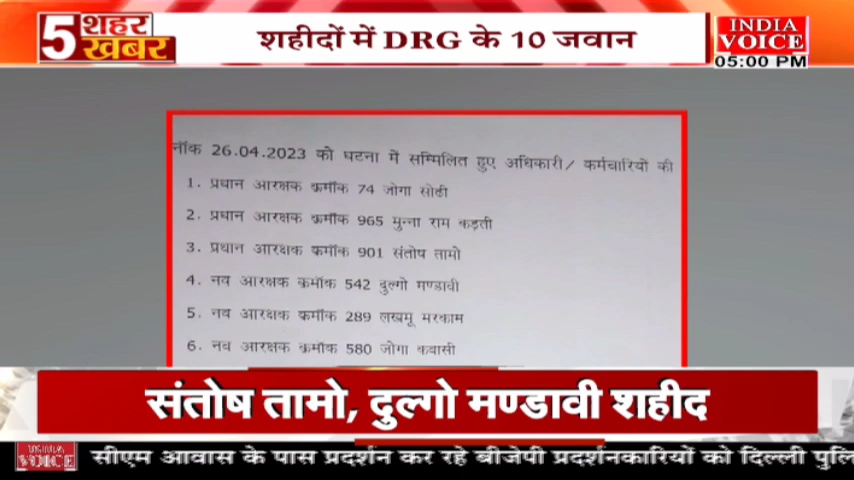 5 शहर खबर
शहीदों में DRG के 10 जवान
INDIA VOICE
05:00 PM
नॉक 26.04.2023 को घटना में सम्मिलित हुए अधिकारी/ कर्मचारियों की
1. प्रधान आरक्षक क्रमॉक 74 जोगा सोढी
2. प्रधान आरक्षक क्रमॉक 965 मुन्ना राम कड़ती
3. प्रधान आरक्षक क्रमॉक 901 संतोष तामो
4. नव आरक्षक क्रमॉक 542 दुल्गो मण्डावी
5. नव आरक्षक क्रमॉक 289 लखमू मरकाम
6. नव आरक्षक क्रमॉक 580 जोगा कवासी
संतोष तामो, दुल्गो मण्डावी शहीद
INDIA VOICE
सीएम आवास के पास प्रदर्शन कर रहे बीजेपी प्रदर्शनकारियों को दिल्ली पुलि